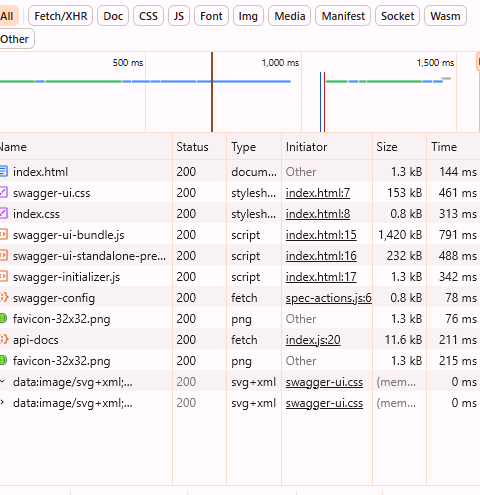 All Fetch/XHR Doc CSS JS Font Img Media Manifest Socket Wasm
Other
500 ms 1,000 ms 1,500 ms
Name Status Type Initiator Size Time
index.html 200 docum... Other 1.3 kB 144 ms
swagger-ui.css 200 stylesh... index.html:7 153 kB 461 ms
index.css 200 stylesh... index.html:8 0.8 kB 313 ms
swagger-ui-bundle.js 200 script index.html:15 1,420 kB 791 ms
swagger-ui-standalone-pre... 200 script index.html:16 232 kB 488 ms
swagger-initializer.js 200 script index.html:17 1.3 kB 342 ms
swagger-config 200 fetch spec-actions.js:6 0.8 kB 78 ms
favicon-32x32.png 200 png Other 1.3 kB 76 ms
api-docs 200 fetch index.js:20 11.6 kB 211 ms
favicon-32x32.png 200 png Other 1.3 kB 215 ms
data:image/svg+xml;... 200 svg+xml swagger-ui.css (mem... 0 ms
data:image/svg+xml;... 200 svg+xml swagger-ui.css (mem... 0 ms